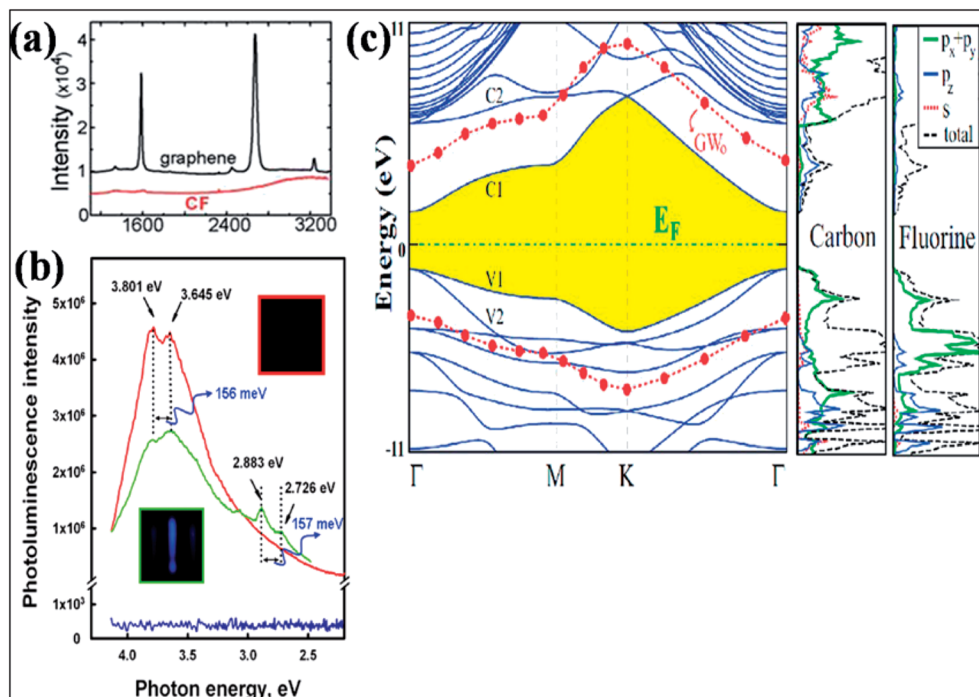 (a)
Intensity (x10⁴)
4
3
2
1
0
graphene
CF
1600
2400
3200
(b)
Photoluminescence intensity
5x10⁶
4x10⁶
3x10⁶
2x10⁶
1x10⁶
1x10³
0
3.801 eV
3.645 eV
156 meV
2.883 eV
2.726 eV
157 meV
4.0
3.5
3.0
2.5
Photon energy, eV
(c)
Energy (eV)
11
0
-11
C2
C1
GW₀
E_F
V1
V2
Γ
M
K
Γ
Carbon
Fluorine
pₓ+p_y
p_z
s
total